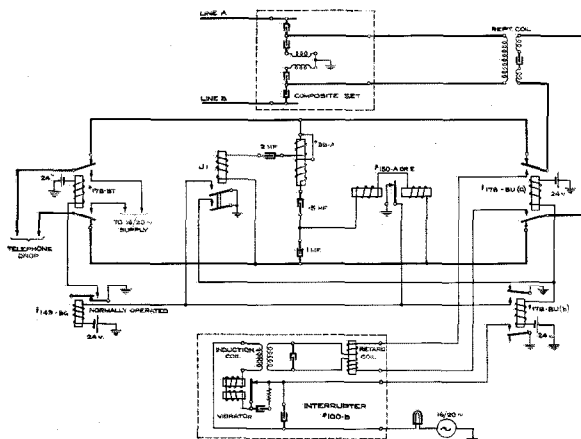 LINE A
REPT. COIL
COMPOSITE SET
LINE B
2 MF
J1
24V
#178-BT
.5 MF
#150-A OR E
#178-BU(a)
24V
TO 16/20~
SUPPLY
1 MF
TELEPHONE
DROP
#149-BG
NORMALLY OPERATED
24V
#178-BU(b)
24V.
INDUCTION
COIL
RETARD
COIL
INTERRUPTER
#100-B
VIBRATOR
16/20~